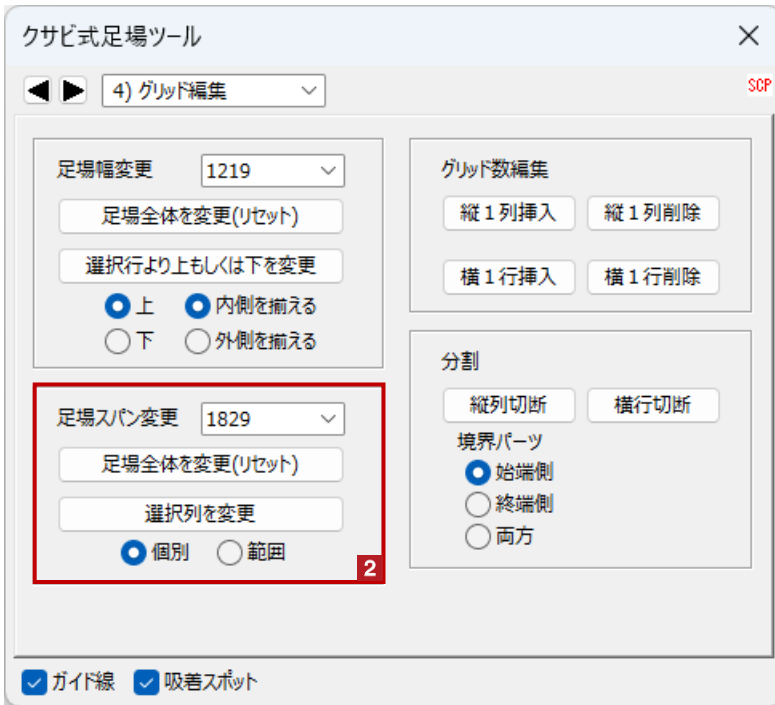 クサビ式足場ツール
4) グリッド編集
SCP
足場幅変更 1219
足場全体を変更(リセット)
選択行より上もしくは下を変更
上 内側を揃える
下 外側を揃える
足場スパン変更 1829
足場全体を変更(リセット)
選択列を変更
個別 範囲
2
グリッド数編集
縦1列挿入 縦1列削除
横1行挿入 横1行削除
分割
縦列切断 横行切断
境界パーツ
始端側
終端側
両方
ガイド線 吸着スポット